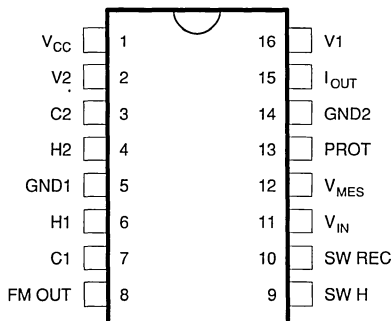 VCC 1 16 V1
V2 2 15 IOUT
C2 3 14 GND2
H2 4 13 PROT
GND1 5 12 VMES
H1 6 11 VIN
C1 7 10 SW REC
FM OUT 8 9 SW H